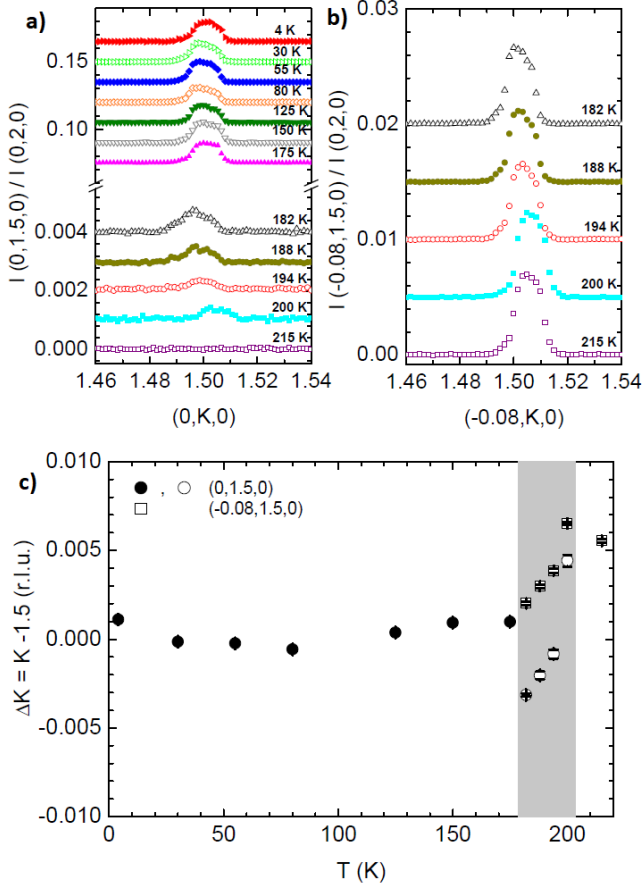 a)
I (0,1.5,0) / I (0,2,0)
0.15
0.10
0.004
0.002
0.000
4 K
30 K
55 K
80 K
125 K
150 K
175 K
182 K
188 K
194 K
200 K
215 K
1.46 1.48 1.50 1.52 1.54
(0,K,0)
b)
I (-0.08,1.5,0) / I (0,2,0)
0.03
0.02
0.01
0.00
182 K
188 K
194 K
200 K
215 K
1.46 1.48 1.50 1.52 1.54
(-0.08,K,0)
c)
ΔK = K -1.5 (r.l.u.)
0.010
0.005
0.000
-0.005
-0.010
, (0,1.5,0)
(-0.08,1.5,0)
0 50 100 150 200
T (K)